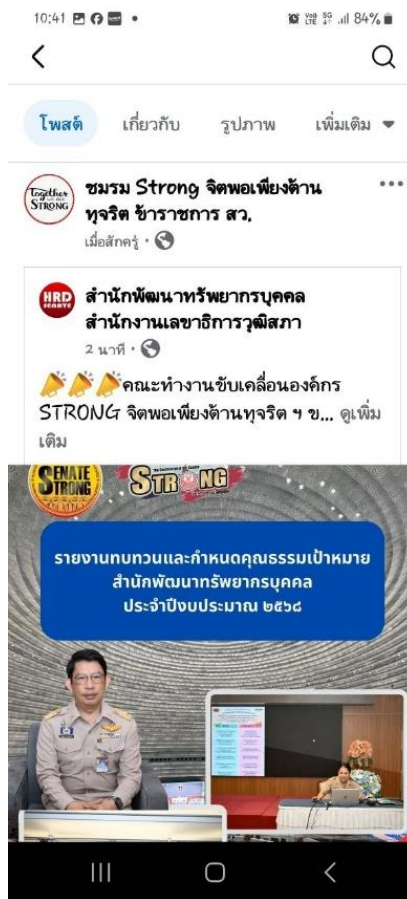 10:41
84%
โพสต์ เกี่ยวกับ รูปภาพ เพิ่มเติม
Together
STRONG
ชมรม Strong จิตพอเพียงต้าน
ทุจริต ข้าราชการ สว.
เมื่อสักครู่
HRD
SENATE
สำนักพัฒนาทรัพยากรบุคคล
สำนักงานเลขาธิการวุฒิสภา
2 นาที
คณะทำงานขับเคลื่อนองค์กร
STRONG จิตพอเพียงต้านทุจริต ฯ ข... ดูเพิ่ม
เติม
SENATE
STRONG
STRONG
รายงานทบทวนและกำหนดคุณธรรมเป้าหมาย
สำนักพัฒนาทรัพยากรบุคคล
ประจำปีงบประมาณ ๒๕๖๘